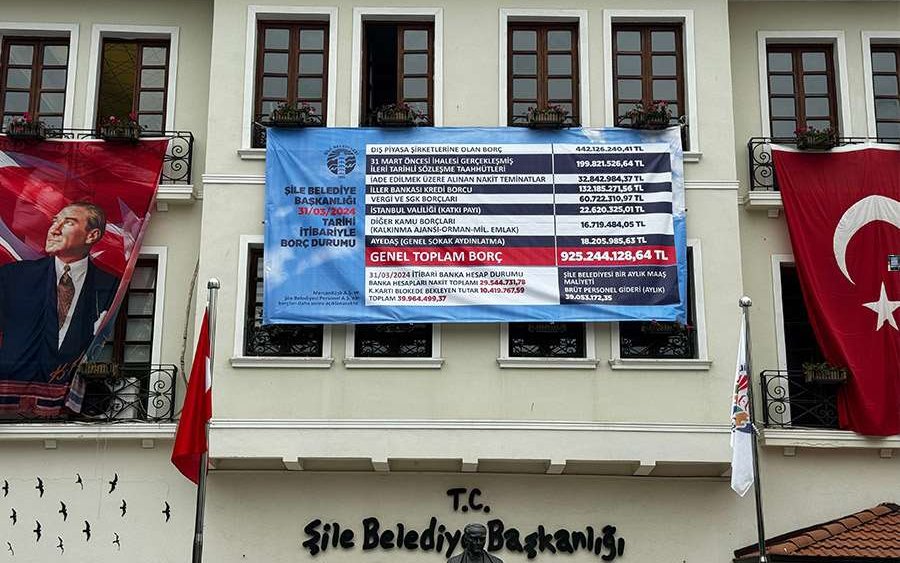 ŞİLE BELEDİYE
BAŞKANLIĞI
31/03/2024
TARİHİ
İTİBARİYLE
BORÇ DURUMU
DIŞ PİYASA ŞİRKETLERİNE OLAN BORÇ 442.126.240,41 TL
31 MART ÖNCESİ İHALESİ GERÇEKLEŞMİŞ
İLERİ TARİHLİ SÖZLEŞME TAAHHÜTLARI 199.821.526,64 TL
İADE EDİLMEK ÜZERE ALINAN NAKİT TEMİNATLAR 32.842.984,37 TL
İLLER BANKASI KREDİ BORCU 132.185.271,56 TL
VERGİ VE SGK BORÇLARI 60.722.310,97 TL
İSTANBUL VALİLİĞİ (KATKI PAYI) 22.620.325,01 TL
DİĞER KAMU BORÇLARI
(KALKINMA AJANSI-ORMAN-MİL. EMLAK) 16.719.484,05 TL
AYEDAŞ (GENEL SOKAK AYDINLATMA) 18.205.985,63 TL
GENEL TOPLAM BORÇ 925.244.128,64 TL
31/03/2024 İTİBARI BANKA HESAP DURUMU
BANKA HESAPLARI NAKİT TOPLAMI 29.544.731,78
K.KARTI BLOKEDE BEKLEYEN TUTAR 10.419.767,59
TOPLAM 39.964.499,37
ŞİLE BELEDİYESİ BİR AYLIK MAAŞ
MALİYETİ
BRÜT PERSONEL GİDERİ (AYLIK)
39.053.172,35
Şile Belediyesi Personel A.Ş.
T.C.
Şile Belediye Başkanlığı